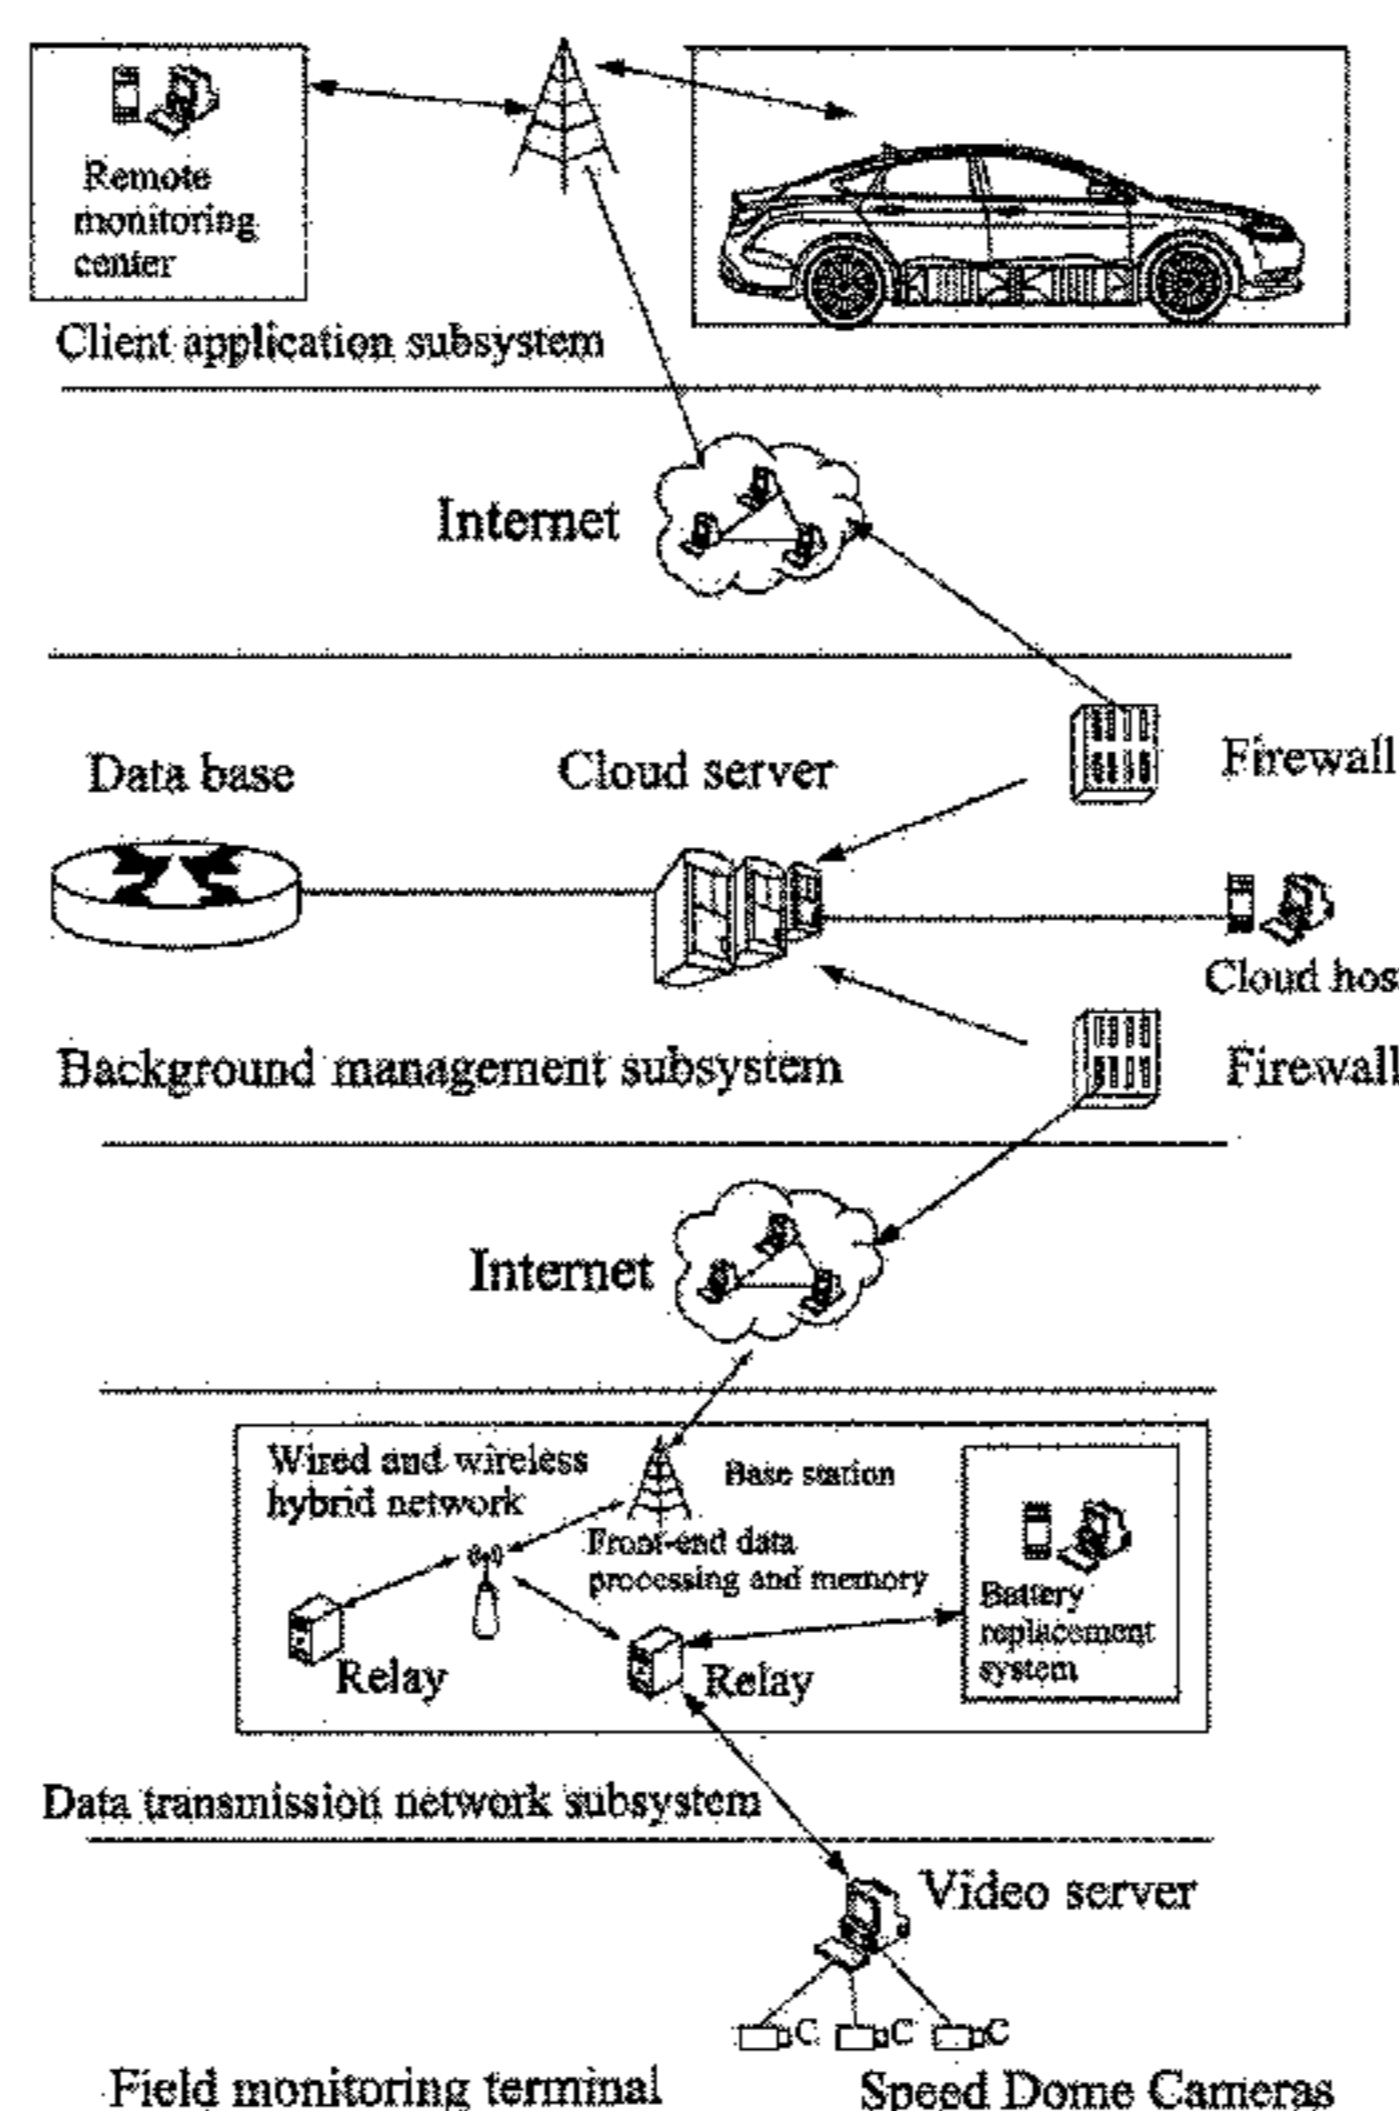 Remote
monitoring
center
Client application subsystem
Internet
Data base
Cloud server
Firewall
Cloud hos
Background management subsystem
Firewall
Internet
Wired and wireless
hybrid network
Base station
Front-end data
processing and memory
Battery
replacement
system
Relay
Relay
Data transmission network subsystem
Video server
C C C
Field monitoring terminal
Speed Dome Cameras